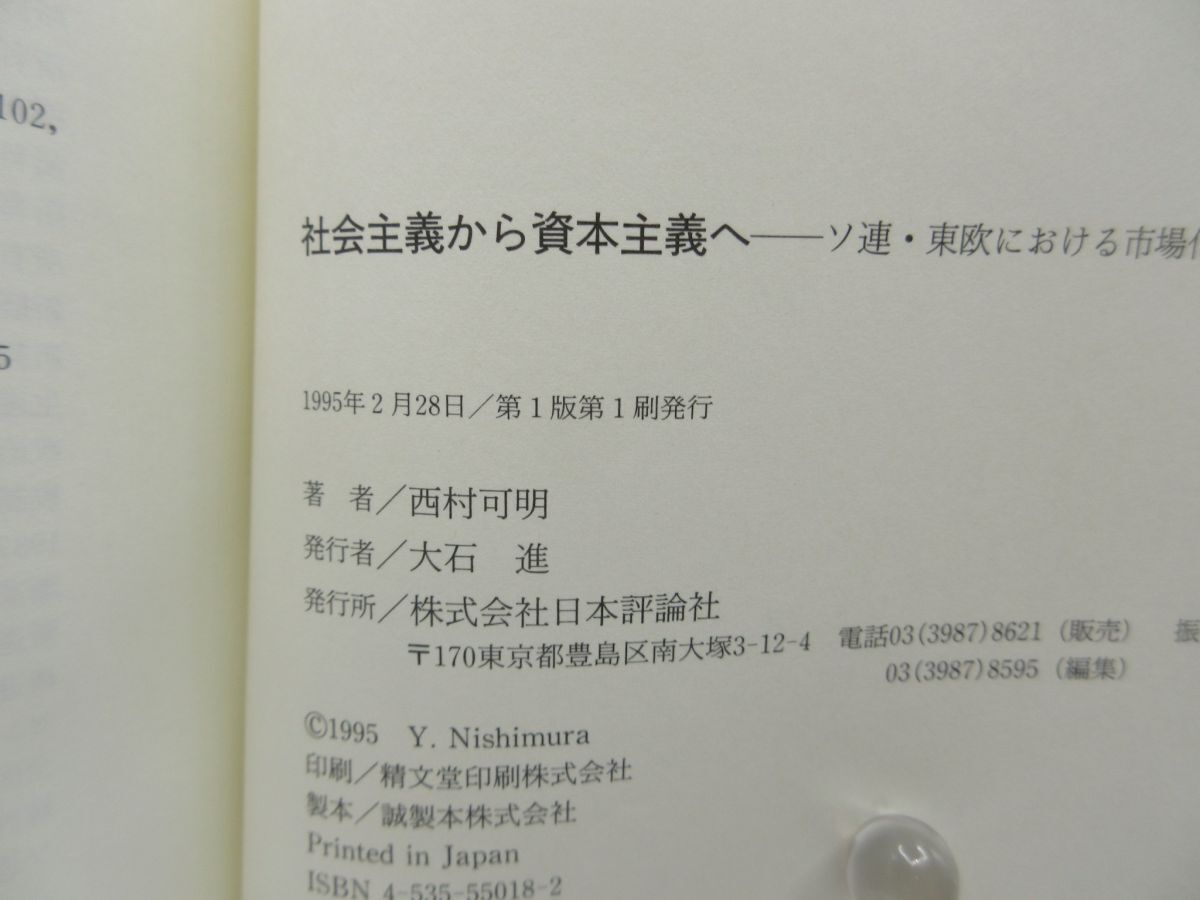 102,
5
社会主義から資本主義へ――ソ連・東欧における市場
1995年2月28日／第1版第1刷発行
著　者／西村可明
発行者／大石　進
発行所／株式会社日本評論社
〒170東京都豊島区南大塚3-12-4　電話03(3987)8621（販売）　振
03(3987)8595（編集）
©1995　Y. Nishimura
印刷／精文堂印刷株式会社
製本／誠製本株式会社
Printed in Japan
ISBN 4-535-55018-2